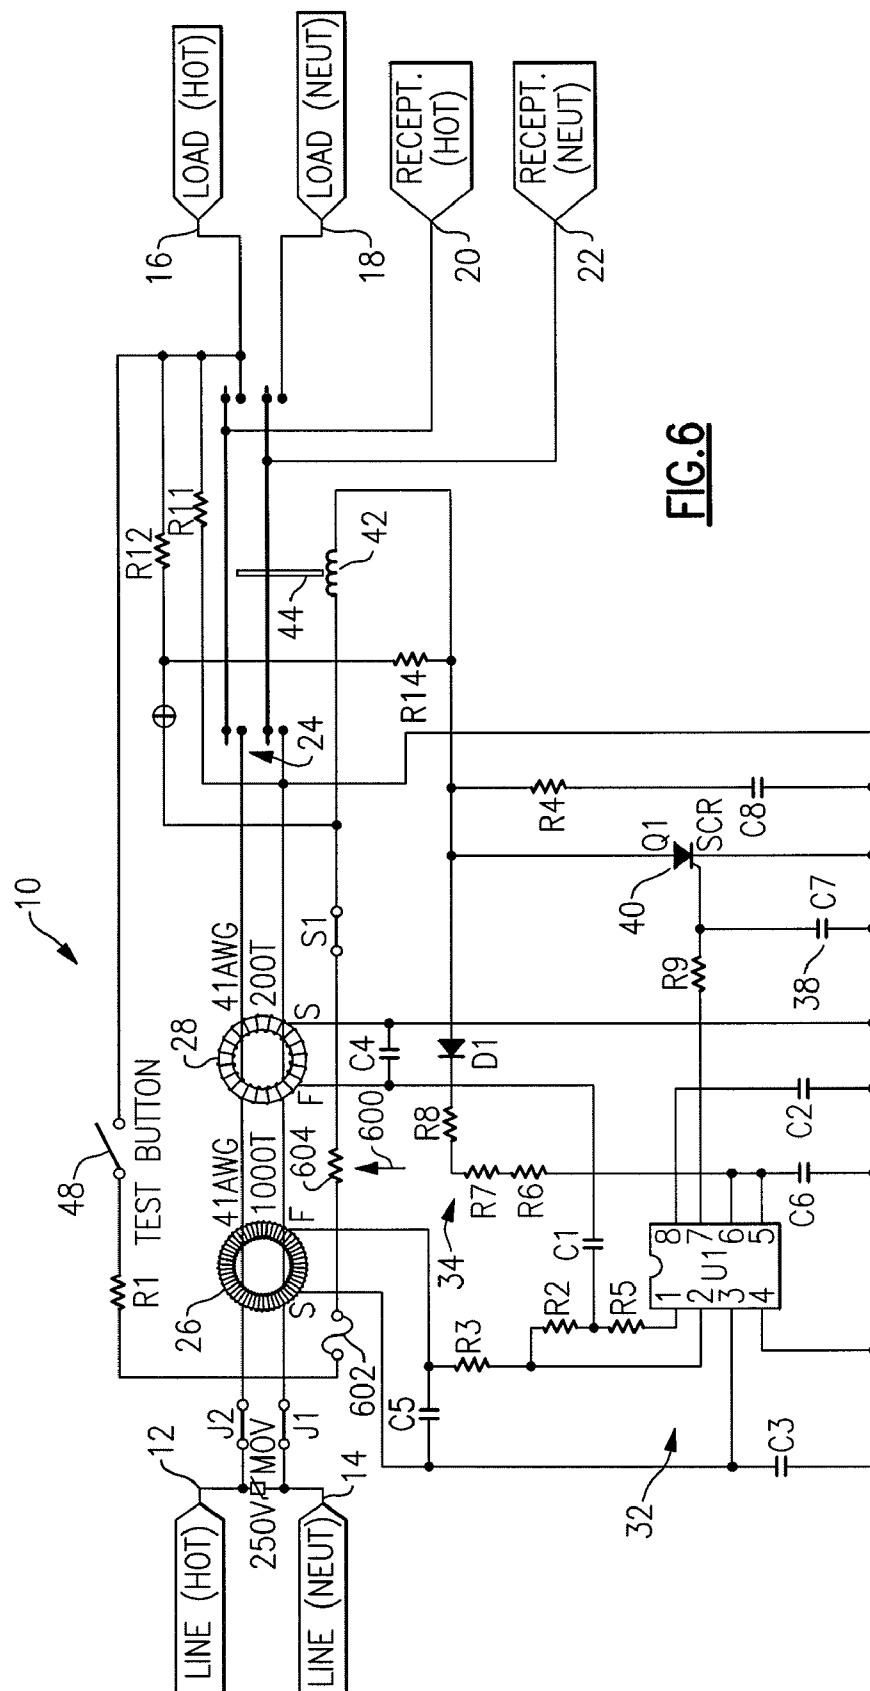 10
LINE (HOT)
12
LINE (NEUT)
14
250V
MOV
J2
J1
R1
48
TEST BUTTON
26
41AWG
1000T
S
F
28
41AWG
200T
F
S
602
604
600
S1
24
44
42
R12
R11
R14
16
LOAD (HOT)
18
LOAD (NEUT)
20
RECEPT.
(HOT)
22
RECEPT.
(NEUT)
C5
R3
R2
R5
C1
C4
34
R7
R6
R8
D1
32
C3
U1
1
2
3
4
8
7
6
5
C6
C2
R9
38
C7
40
Q1
SCR
R4
C8
FIG.6